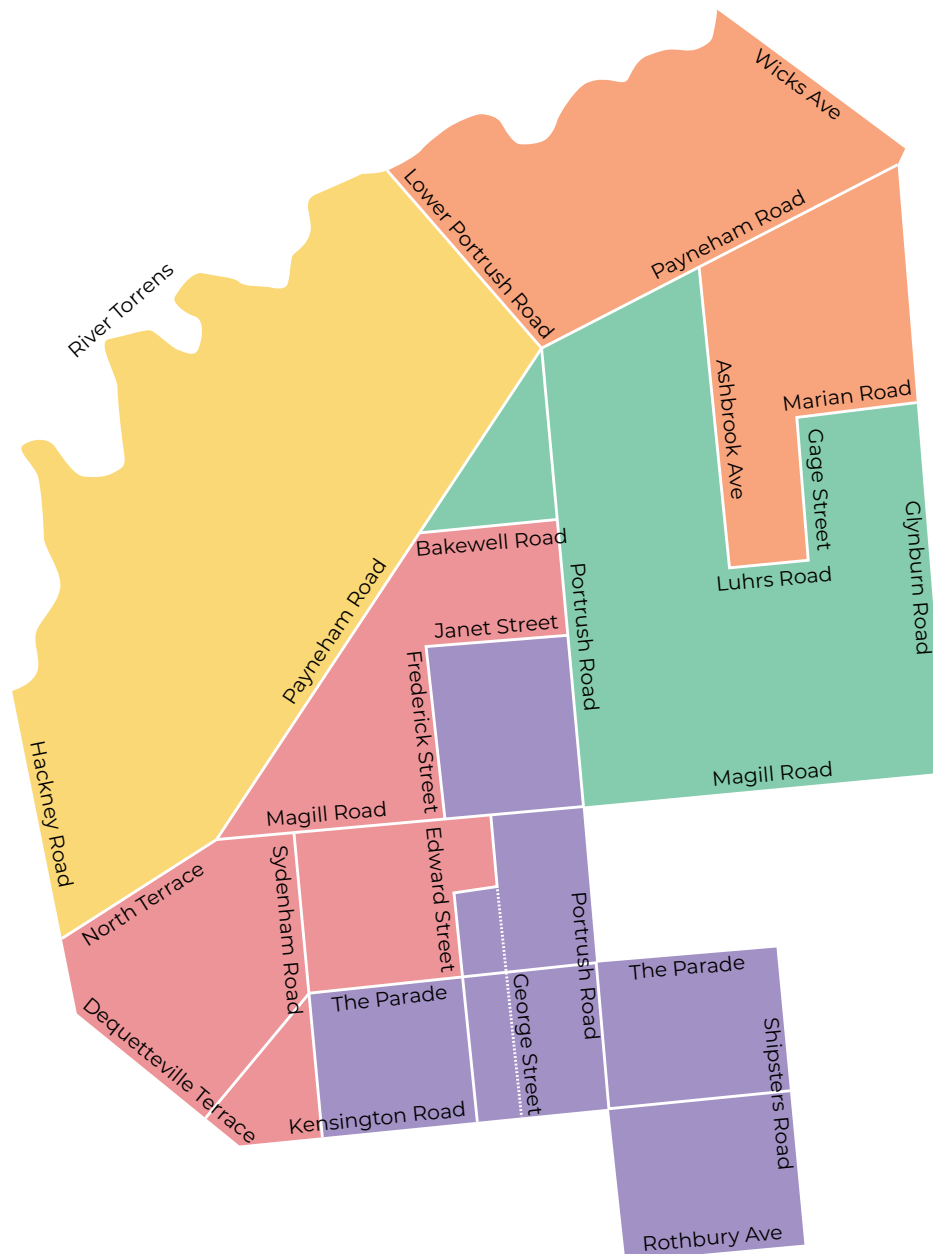 Wicks Ave
Lower Portrush Road
Payneham Road
River Torrens
Ashbrook Ave
Marian Road
Gage Street
Glynburn Road
Bakewell Road
Luhrs Road
Payneham Road
Portrush Road
Janet Street
Frederick Street
Hackney Road
Magill Road
Magill Road
Edward Street
Sydenham Road
North Terrace
Portrush Road
The Parade
The Parade
George Street
Dequetteville Terrace
Shipsters Road
Kensington Road
Rothbury Ave